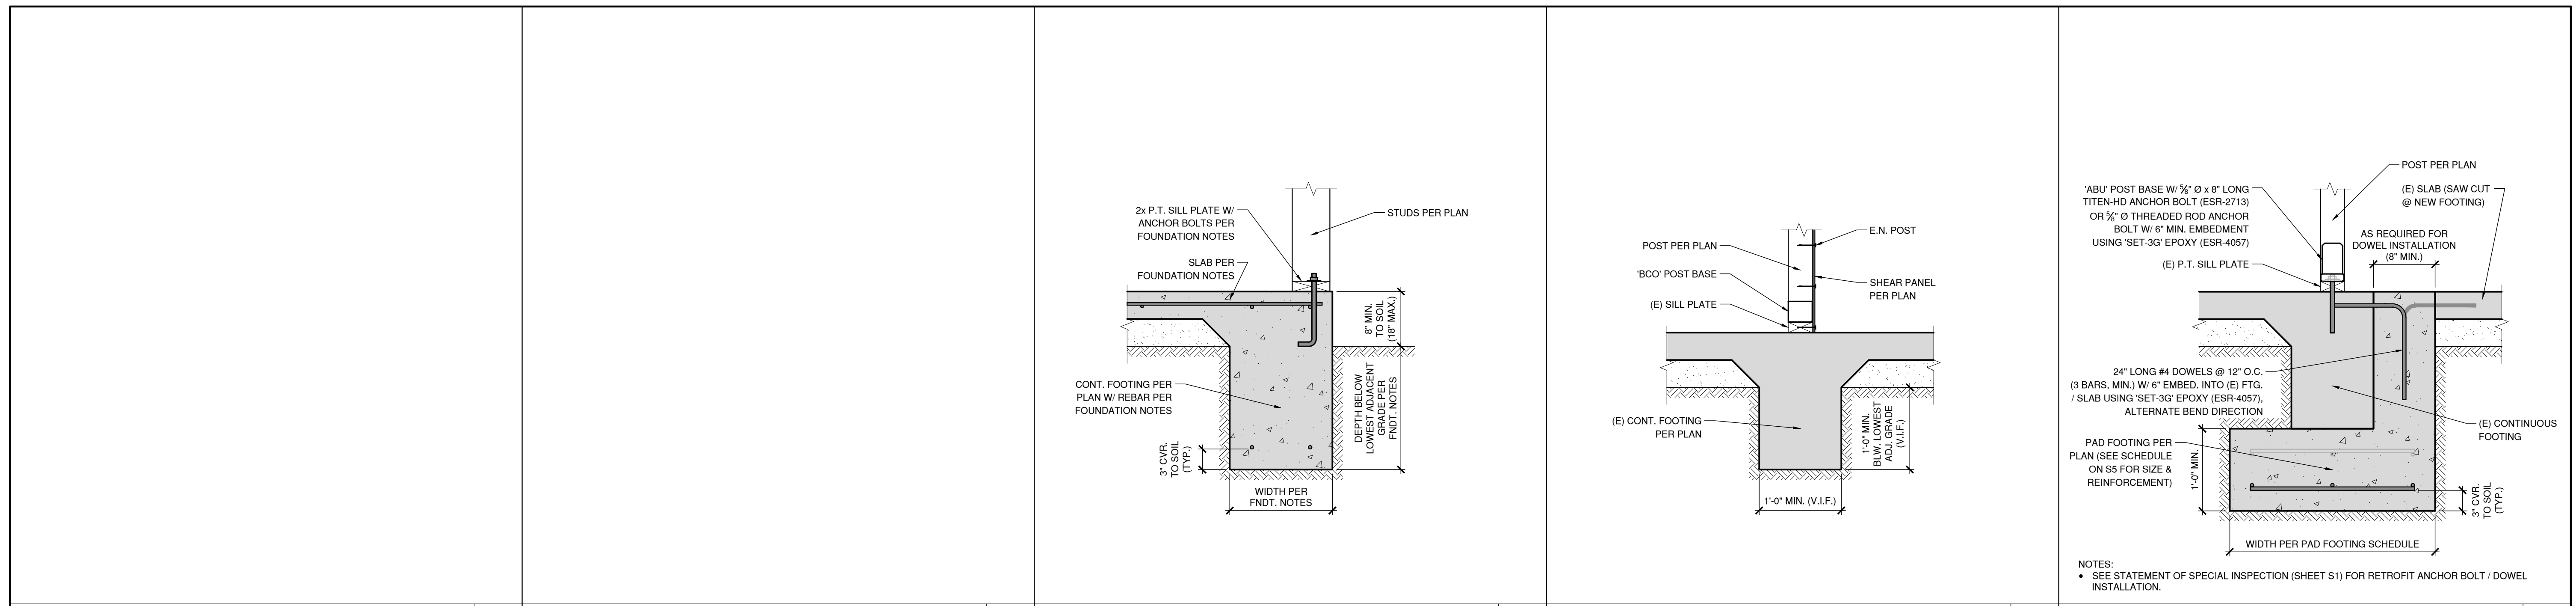 2x P.T. SILL PLATE W/
ANCHOR BOLTS PER
FOUNDATION NOTES
SLAB PER
FOUNDATION NOTES
STUDS PER PLAN
8" MIN.
TO SOIL
(18" MAX.)
CONT. FOOTING PER
PLAN W/ REBAR PER
FOUNDATION NOTES
DEPTH BELOW
LOWEST ADJACENT
GRADE PER
FNDT. NOTES
3" CVR.
TO SOIL
(TYP.)
WIDTH PER
FNDT. NOTES
POST PER PLAN
'BCO' POST BASE
(E) SILL PLATE
E.N. POST
SHEAR PANEL
PER PLAN
(E) CONT. FOOTING
PER PLAN
1'-0" MIN.
BLW. LOWEST
ADJ. GRADE
(V.I.F.)
1'-0" MIN. (V.I.F.)
POST PER PLAN
'ABU' POST BASE W/ ⅝" Ø x 8" LONG
TITEN-HD ANCHOR BOLT (ESR-2713)
OR ⅝" Ø THREADED ROD ANCHOR
BOLT W/ 6" MIN. EMBEDMENT
USING 'SET-3G' EPOXY (ESR-4057)
(E) P.T. SILL PLATE
(E) SLAB (SAW CUT
@ NEW FOOTING)
AS REQUIRED FOR
DOWEL INSTALLATION
(8" MIN.)
24" LONG #4 DOWELS @ 12" O.C.
(3 BARS, MIN.) W/ 6" EMBED. INTO (E) FTG.
/ SLAB USING 'SET-3G' EPOXY (ESR-4057),
ALTERNATE BEND DIRECTION
(E) CONTINUOUS
FOOTING
PAD FOOTING PER
PLAN (SEE SCHEDULE
ON S5 FOR SIZE &
REINFORCEMENT)
1'-0" MIN.
3" CVR.
TO SOIL
(TYP.)
WIDTH PER PAD FOOTING SCHEDULE
NOTES:
• SEE STATEMENT OF SPECIAL INSPECTION (SHEET S1) FOR RETROFIT ANCHOR BOLT / DOWEL
INSTALLATION.